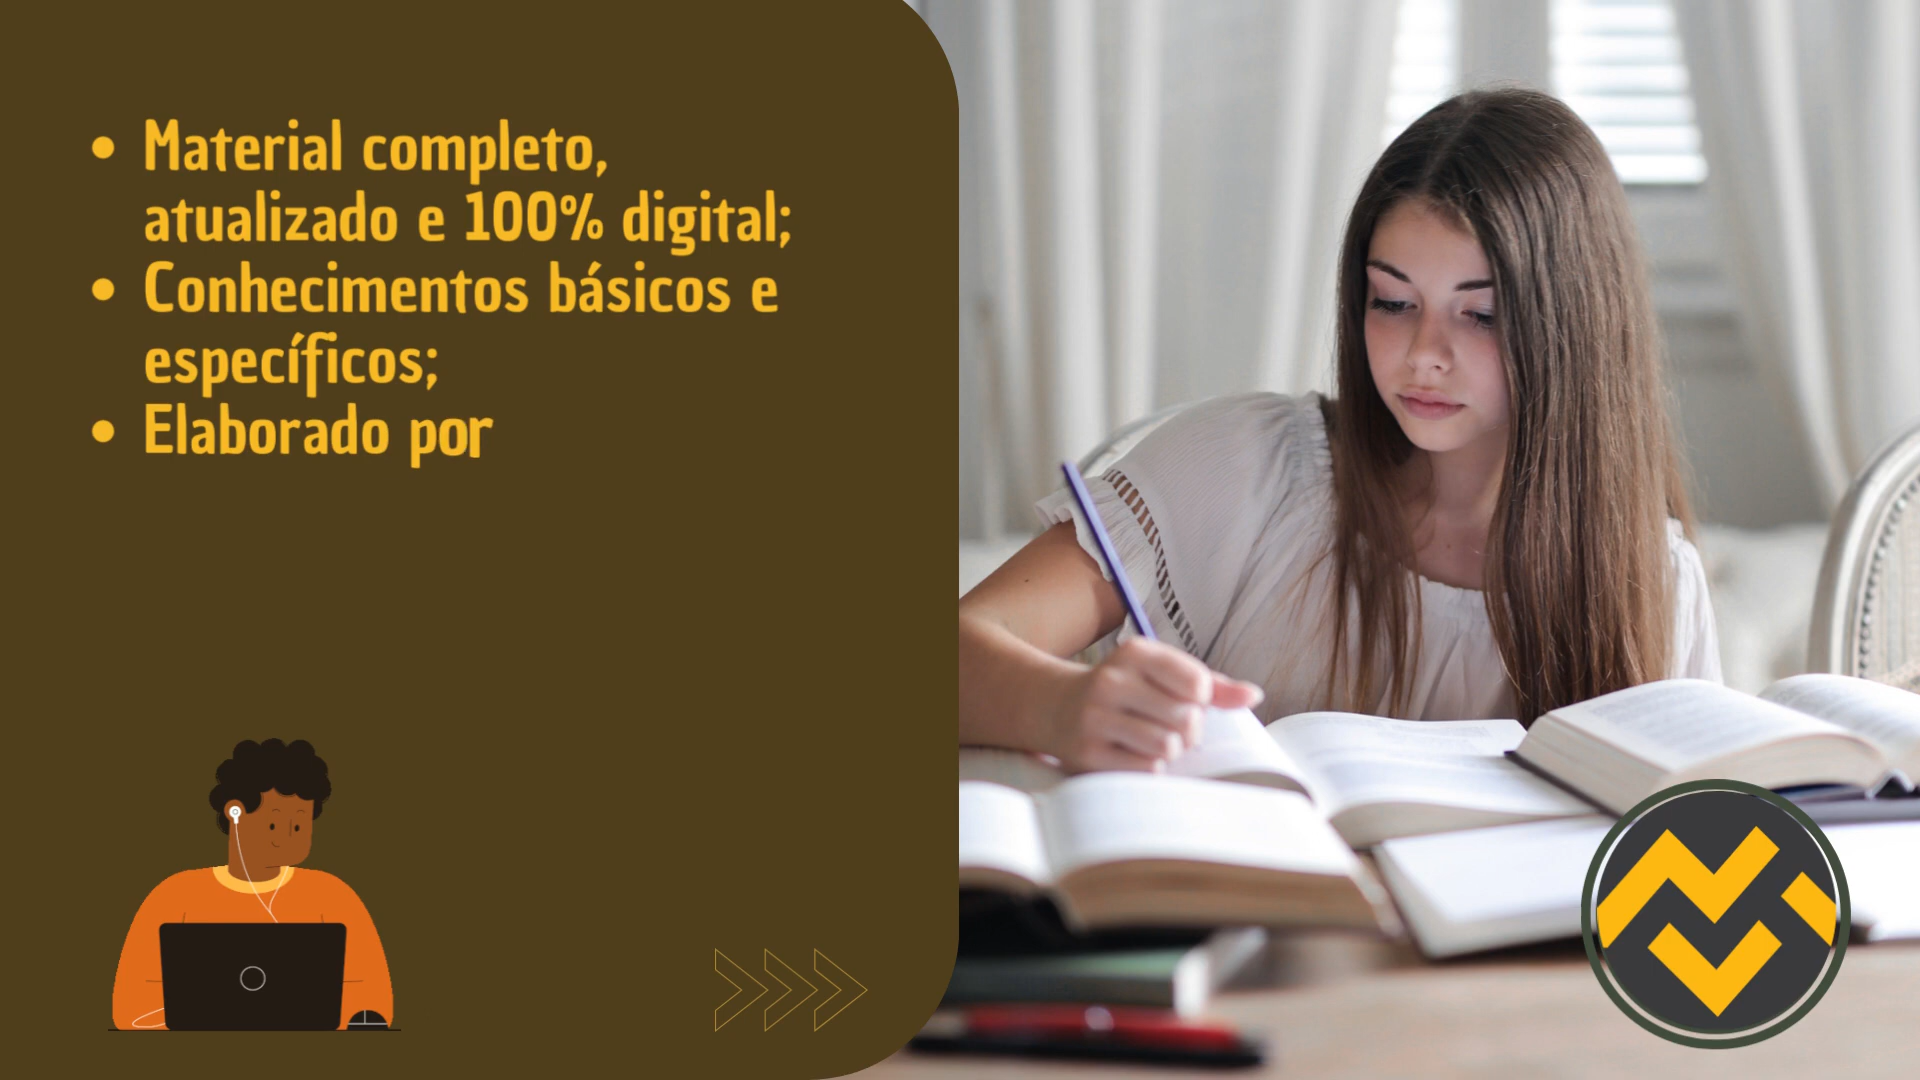 Material completo,
atualizado e 100% digital;
Conhecimentos básicos e
específicos;
Elaborado por